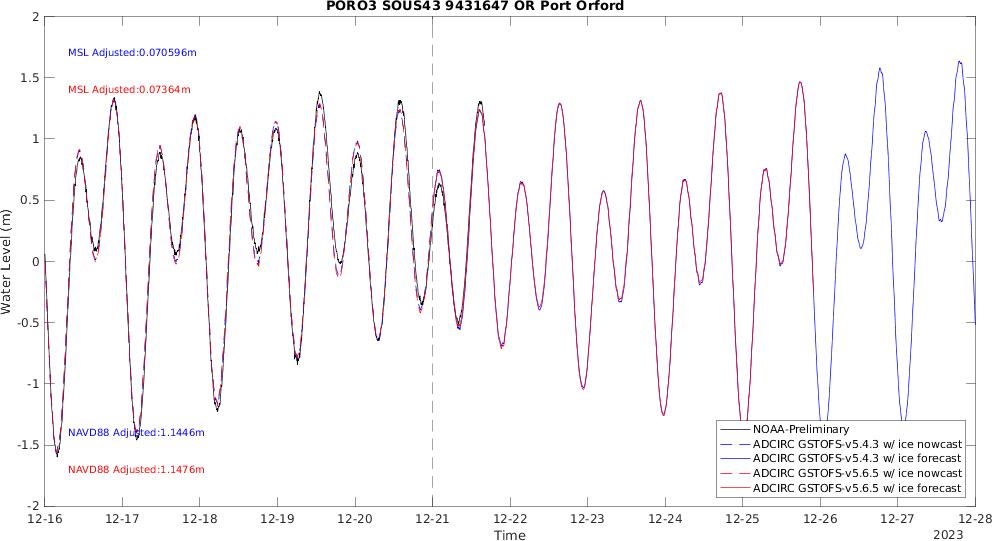 PORO3 SOUS43 9431647 OR Port Orford
2
1.5
1
0.5
0
-0.5
-1
-1.5
-2
Water Level (m)
MSL Adjusted:0.070596m
MSL Adjusted:0.07364m
NAVD88 Adjusted:1.1446m
NAVD88 Adjusted:1.1476m
NOAA-Preliminary
ADCIRC GSTOFS-v5.4.3 w/ ice nowcast
ADCIRC GSTOFS-v5.4.3 w/ ice forecast
ADCIRC GSTOFS-v5.6.5 w/ ice nowcast
ADCIRC GSTOFS-v5.6.5 w/ ice forecast
12-16 12-17 12-18 12-19 12-20 12-21 12-22 12-23 12-24 12-25 12-26 12-27 12-28
Time
2023